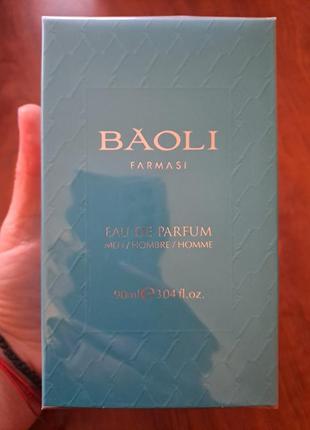 BÀOLI
FARMASI
EAU DE PARFUM
MEN / HOMBRE / HOMME
90ml ℮ 3.04 fl.oz.